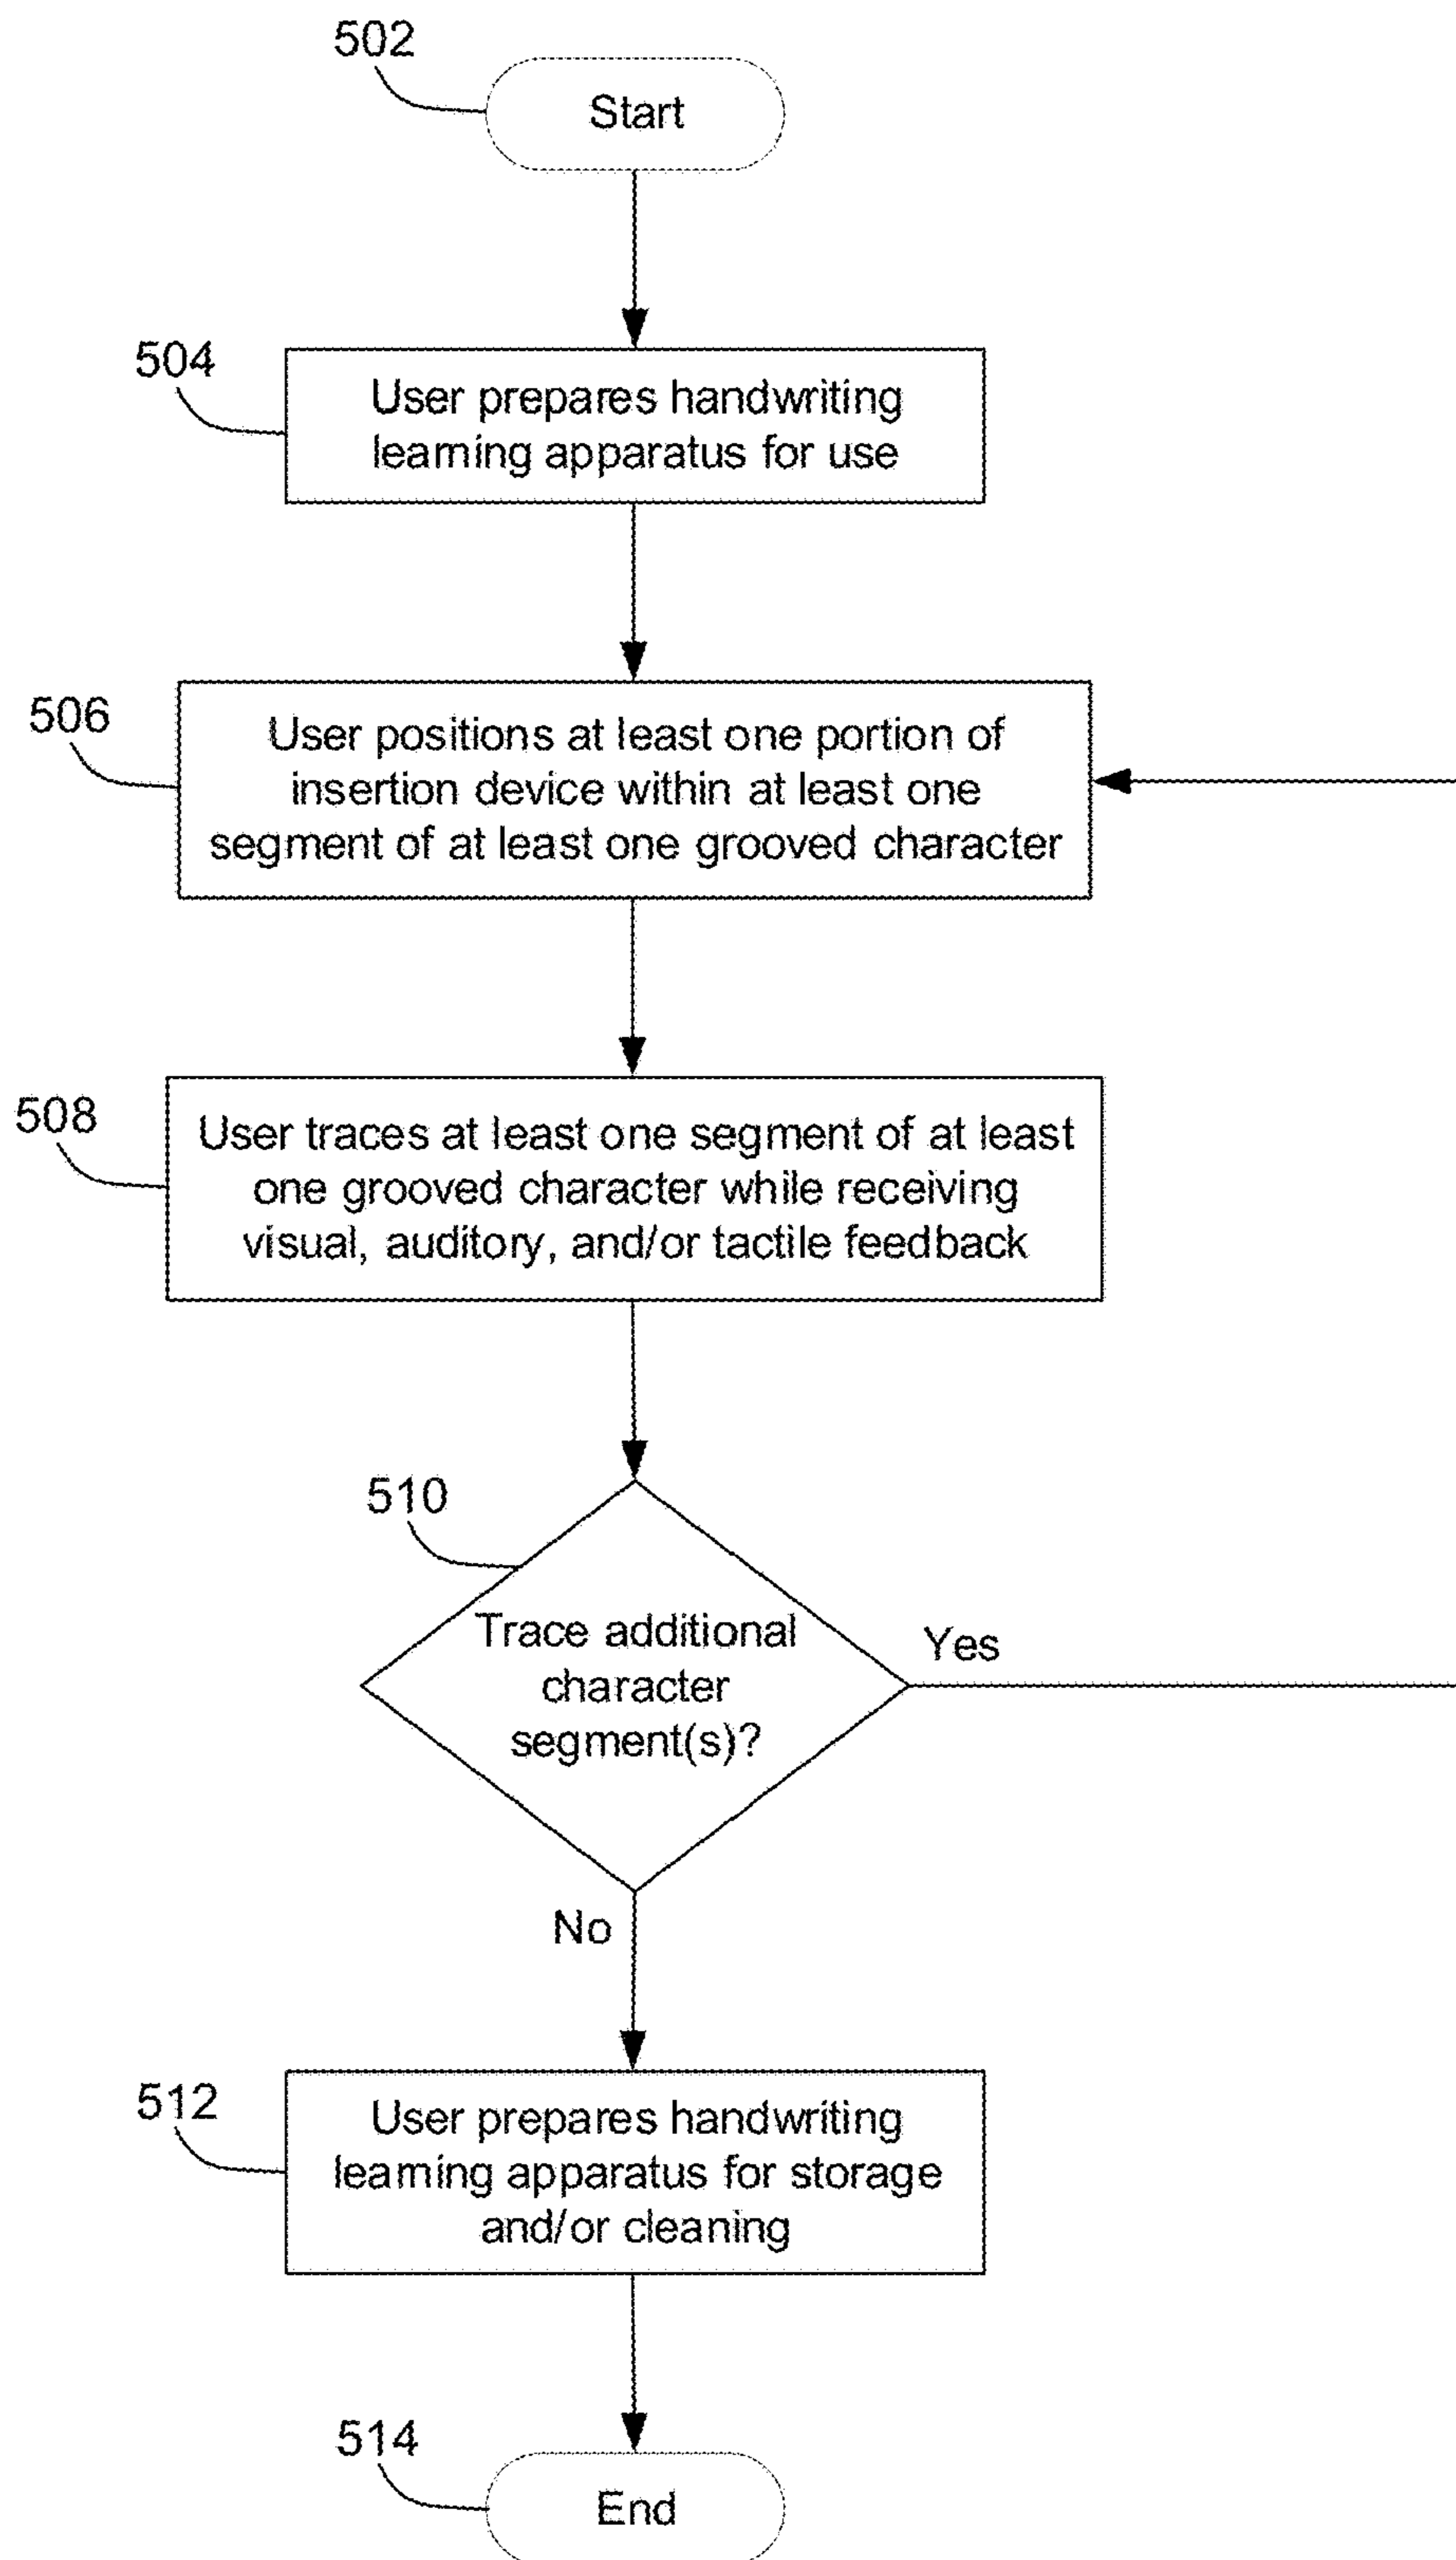 502
Start
504
User prepares handwriting
learning apparatus for use
506
User positions at least one portion of
insertion device within at least one
segment of at least one grooved character
508
User traces at least one segment of at least
one grooved character while receiving
visual, auditory, and/or tactile feedback
510
Trace additional
character
segment(s)?
Yes
No
512
User prepares handwriting
learning apparatus for storage
and/or cleaning
514
End